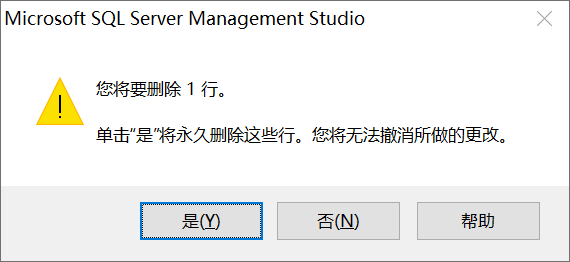 Microsoft SQL Server Management Studio
您将要删除 1 行。
单击“是”将永久删除这些行。您将无法撤消所做的更改。
是(Y) 否(N) 帮助